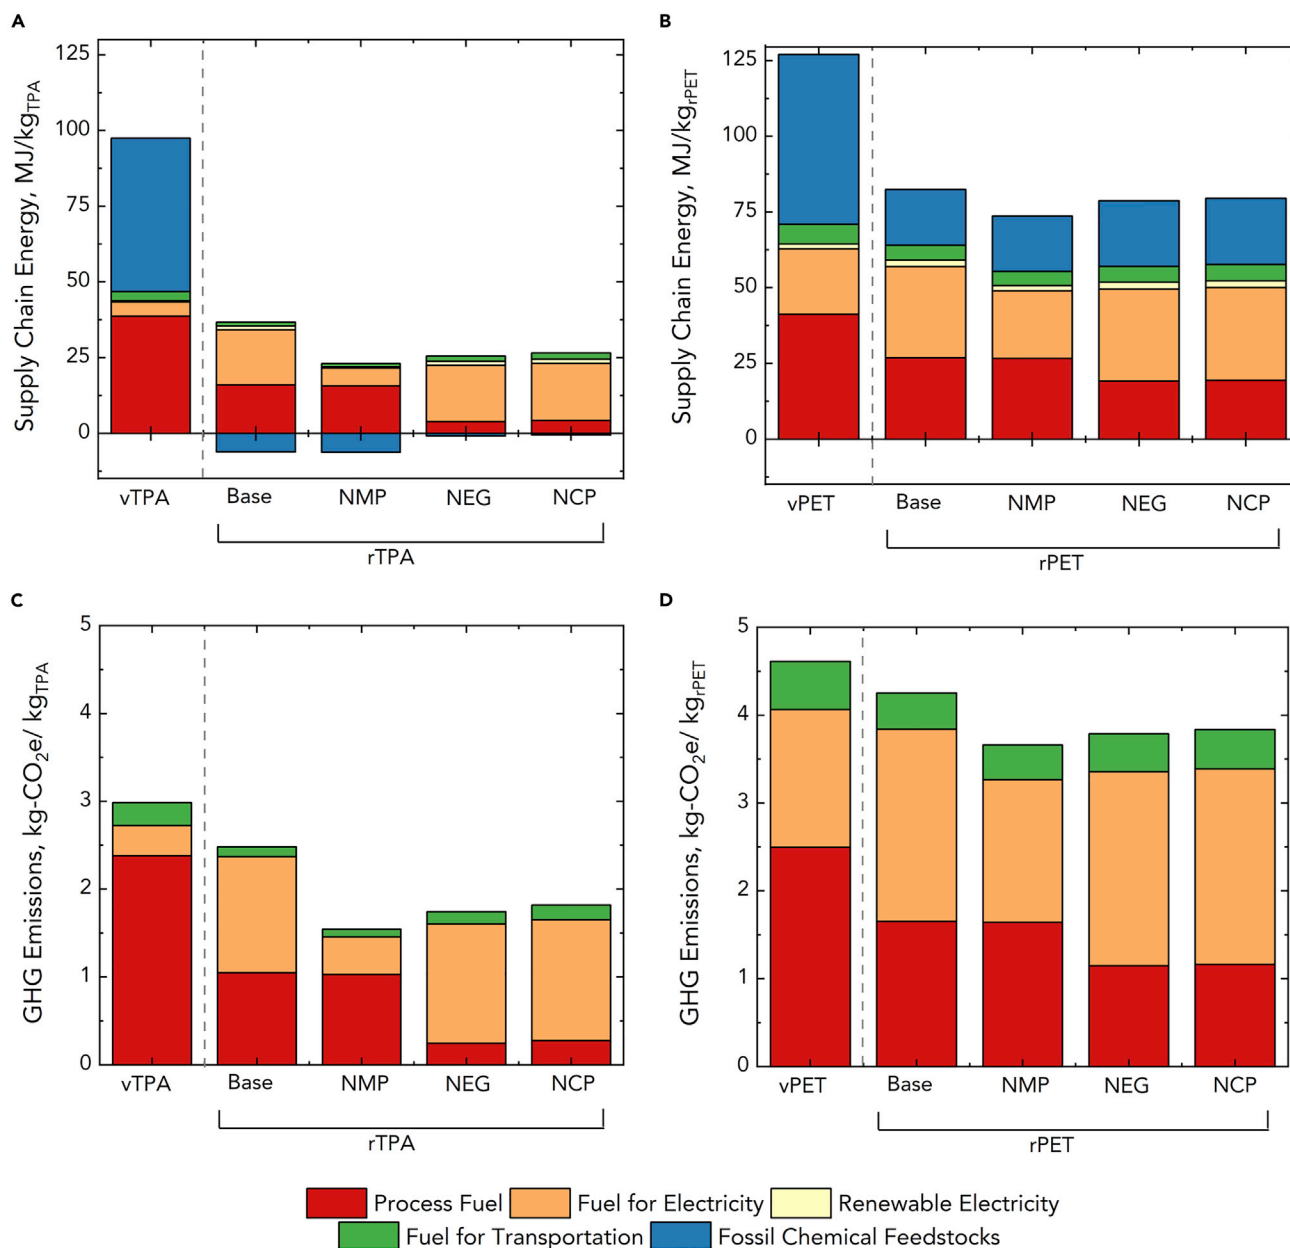 A
Supply Chain Energy, MJ/kgTPA
125
100
75
50
25
0
vTPA Base NMP NEG NCP
rTPA
B
Supply Chain Energy, MJ/kgrPET
125
100
75
50
25
0
vPET Base NMP NEG NCP
rPET
C
GHG Emissions, kg-CO2e/ kgTPA
5
4
3
2
1
0
vTPA Base NMP NEG NCP
rTPA
D
GHG Emissions, kg-CO2e/ kgrPET
5
4
3
2
1
0
vPET Base NMP NEG NCP
rPET
Process Fuel Fuel for Electricity Renewable Electricity
Fuel for Transportation Fossil Chemical Feedstocks